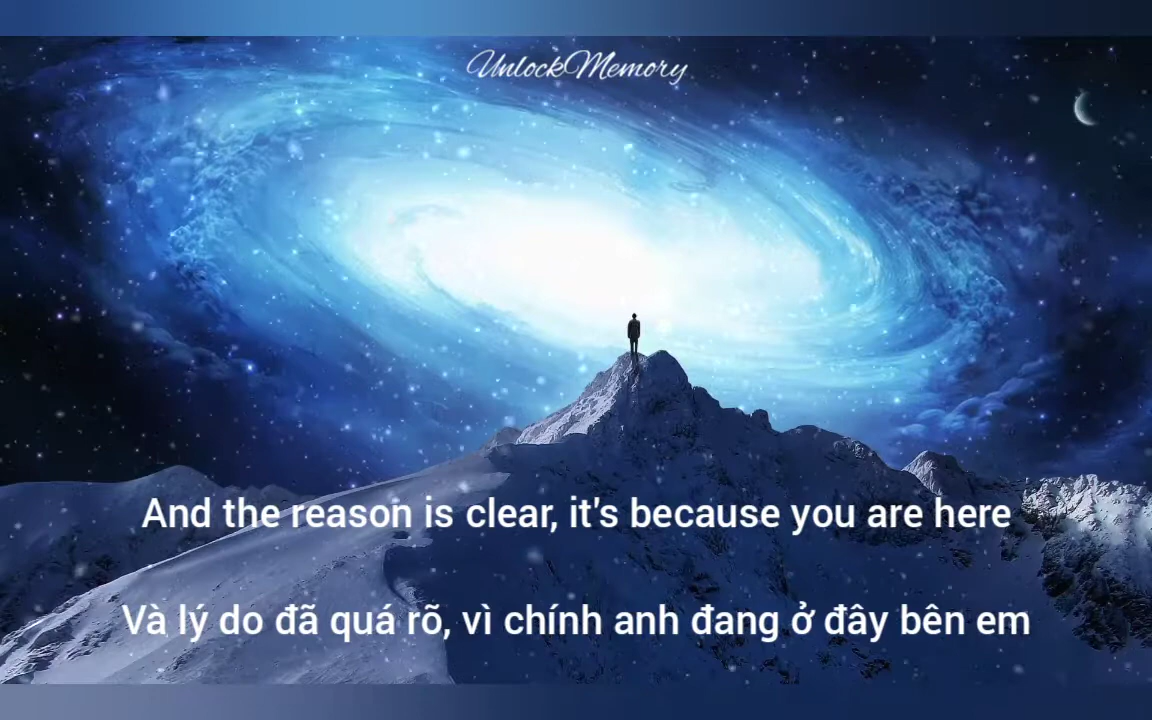 UnlockMemory
And the reason is clear, it's because you are here
Và lý do đã quá rõ, vì chính anh đang ở đây bên em